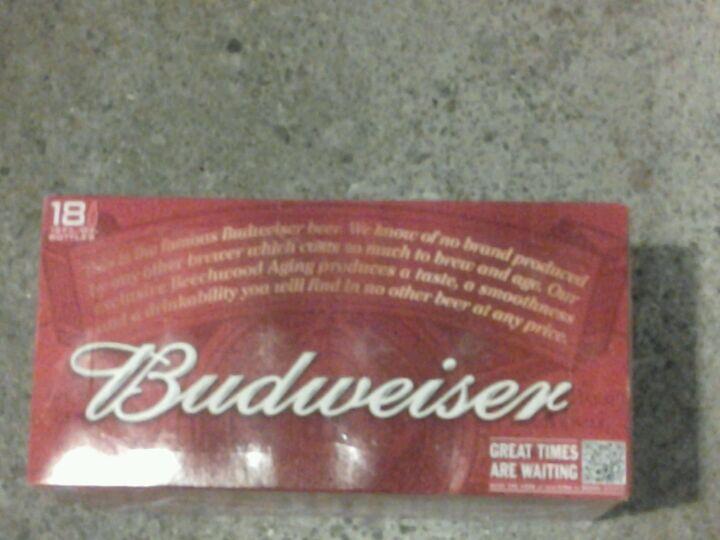 18
BOTTLES
This is the famous Budweiser beer. We know of no brand produced
by any other brewer which costs so much to brew and age. Our
exclusive Beechwood Aging produces a taste, a smoothness
and a drinkability you will find in no other beer at any price.
Budweiser
GREAT TIMES
ARE WAITING